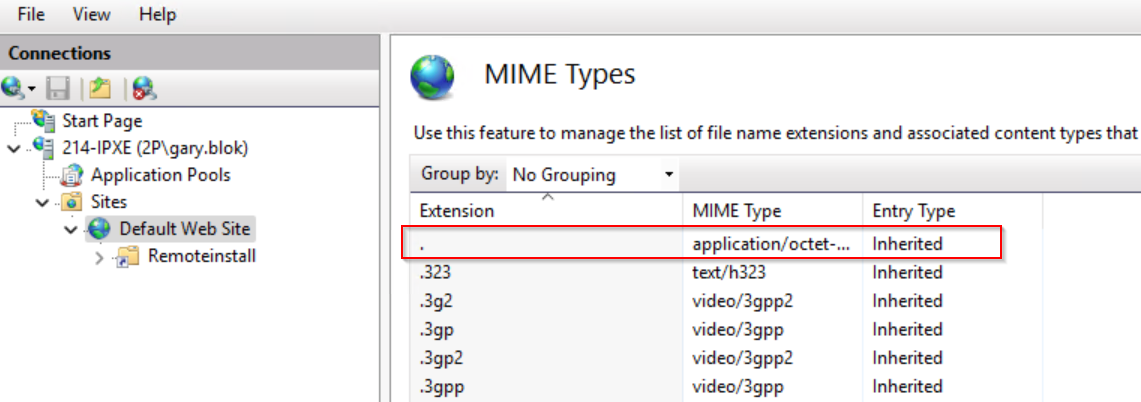 File View Help
Connections
Start Page
214-IPXE (2P\gary.blok)
Application Pools
Sites
Default Web Site
Remoteinstall
MIME Types
Use this feature to manage the list of file name extensions and associated content types that
Group by: No Grouping
Extension MIME Type Entry Type
. application/octet-... Inherited
.323 text/h323 Inherited
.3g2 video/3gpp2 Inherited
.3gp video/3gpp Inherited
.3gp2 video/3gpp2 Inherited
.3gpp video/3gpp Inherited